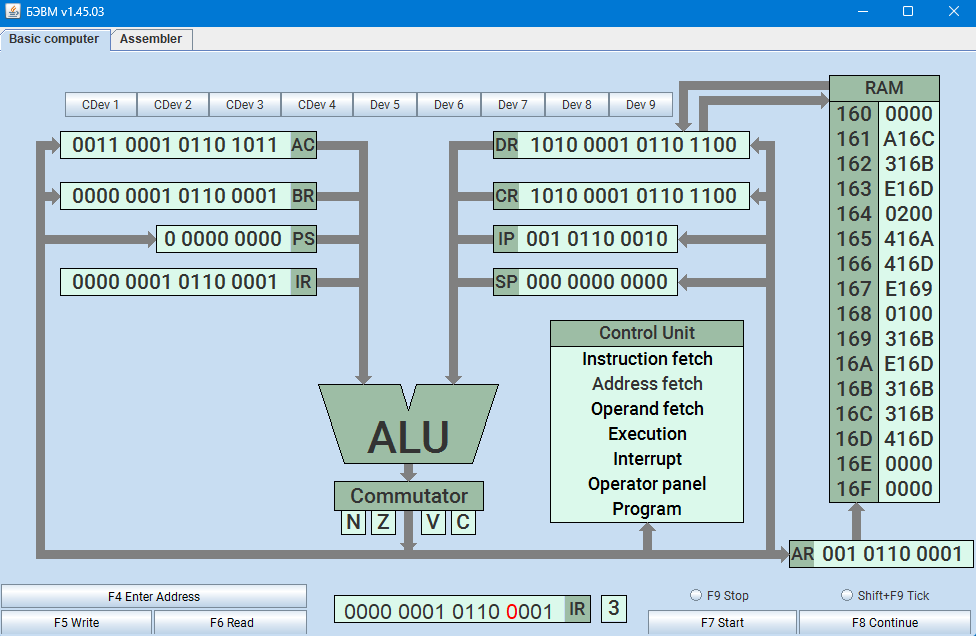 БЭВМ v1.45.03
Basic computer Assembler
CDev 1 CDev 2 CDev 3 CDev 4 Dev 5 Dev 6 Dev 7 Dev 8 Dev 9
0011 0001 0110 1011 AC
0000 0001 0110 0001 BR
0 0000 0000 PS
0000 0001 0110 0001 IR
DR 1010 0001 0110 1100
CR 1010 0001 0110 1100
IP 001 0110 0010
SP 000 0000 0000
RAM
160 0000
161 A16C
162 316B
163 E16D
164 0200
165 416A
166 416D
167 E169
168 0100
169 316B
16A E16D
16B 316B
16C 316B
16D 416D
16E 0000
16F 0000
Control Unit
Instruction fetch
Address fetch
Operand fetch
Execution
Interrupt
Operator panel
Program
ALU
Commutator
N Z V C
AR 001 0110 0001
F4 Enter Address
F5 Write F6 Read
0000 0001 0110 0001 IR 3
F9 Stop Shift+F9 Tick
F7 Start F8 Continue